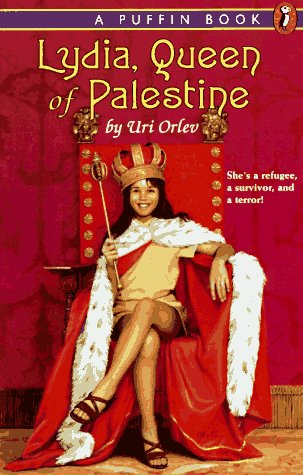 A PUFFIN BOOK
Lydia, Queen
of Palestine
by Uri Orlev
She's a refugee,
a survivor, and
a terror!